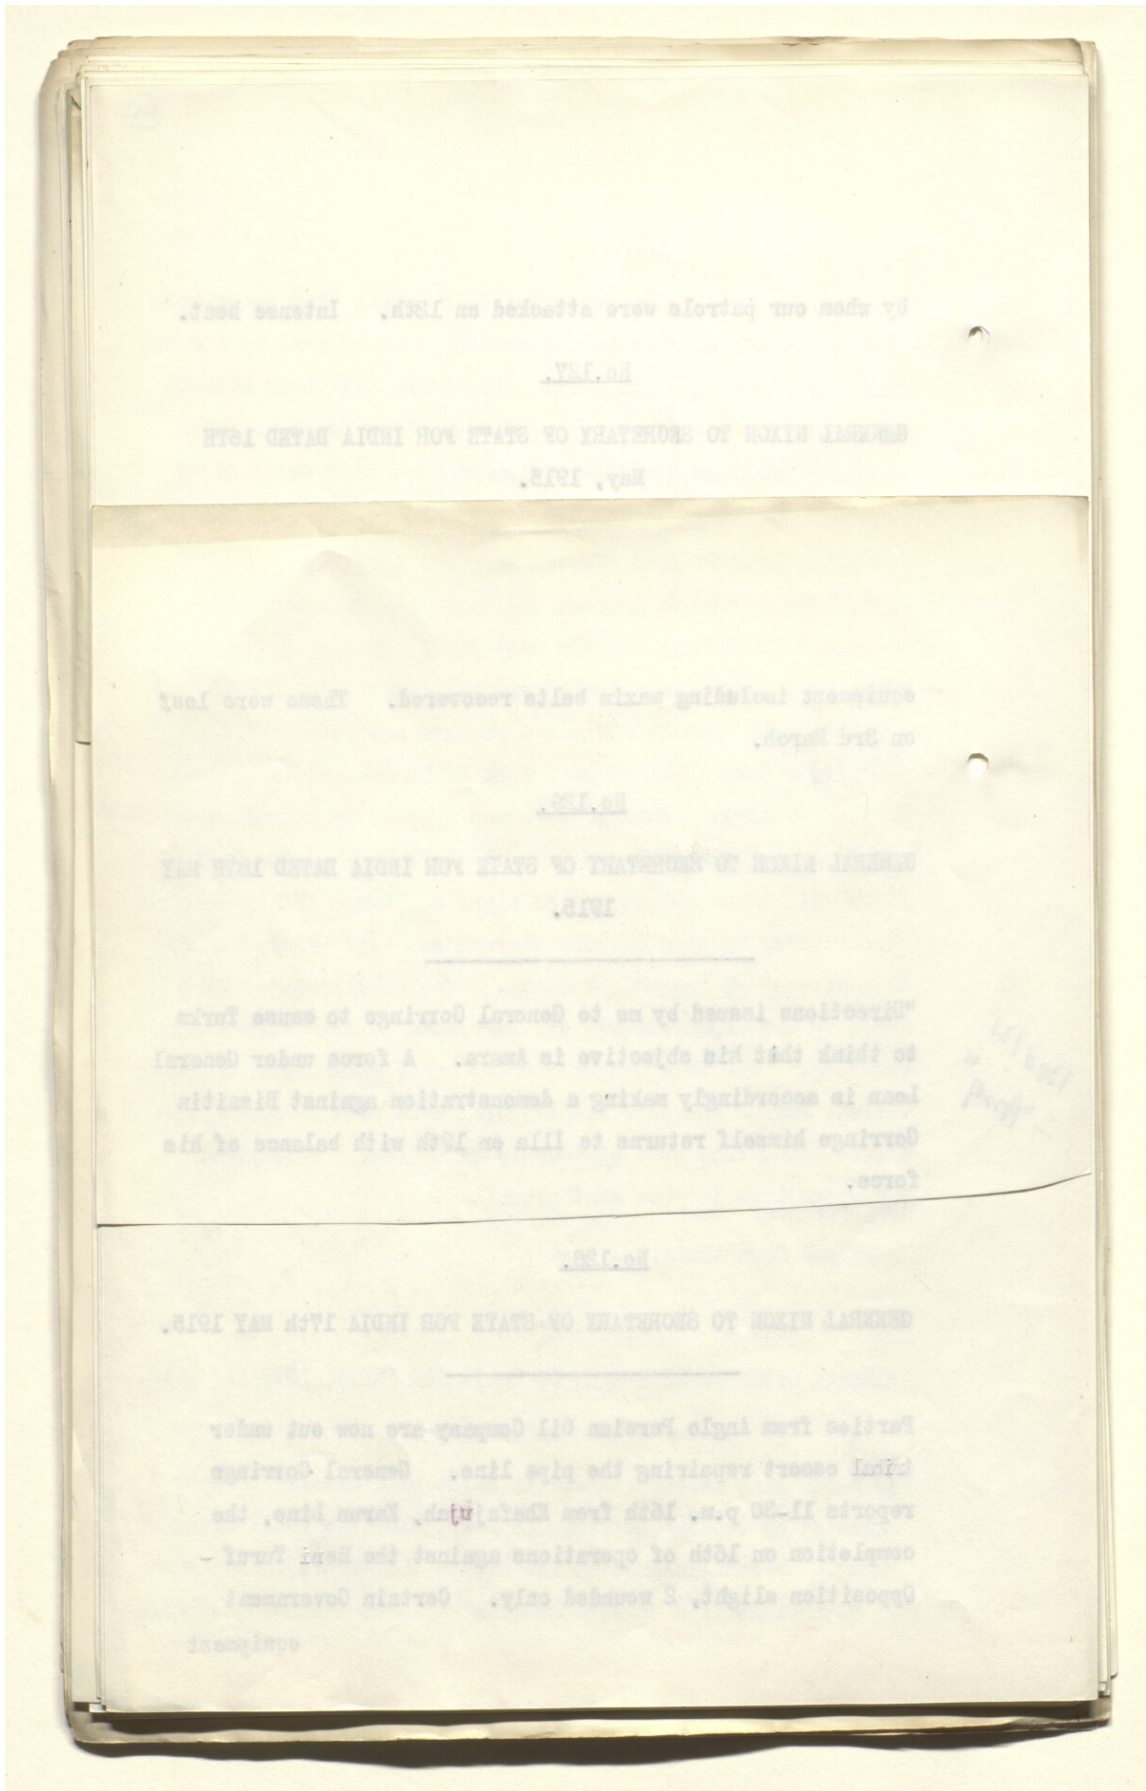 by whom our patrols were attacked on 13th. Intense heat.
No.127.
GENERAL NIXON TO SECRETARY OF STATE FOR INDIA DATED 16TH
May, 1915.
equipment including maxim belts recovered. These were lost
on 3rd March.
No.129.
GENERAL NIXON TO SECRETARY OF STATE FOR INDIA DATED 18TH MAY
1915.
"Directions issued by me to General Gorringe to cause Turks
to think that his objective is Amara. A force under General
lean is accordingly making a demonstration against Bisaitin
Gorringe himself returns to Illa on 19th with balance of his
force.
No.128.
GENERAL NIXON TO SECRETARY OF STATE FOR INDIA 17th MAY 1915.
Parties from Anglo Persian Oil Company are now out under
tribal escort repairing the pipe line. General Gorringe
reports 11-30 p.m. 16th from Khafajiyah, Karun Line, the
completion on 16th of operations against the Beni Turuf -
Opposition slight, 2 wounded only. Certain Government
equipment